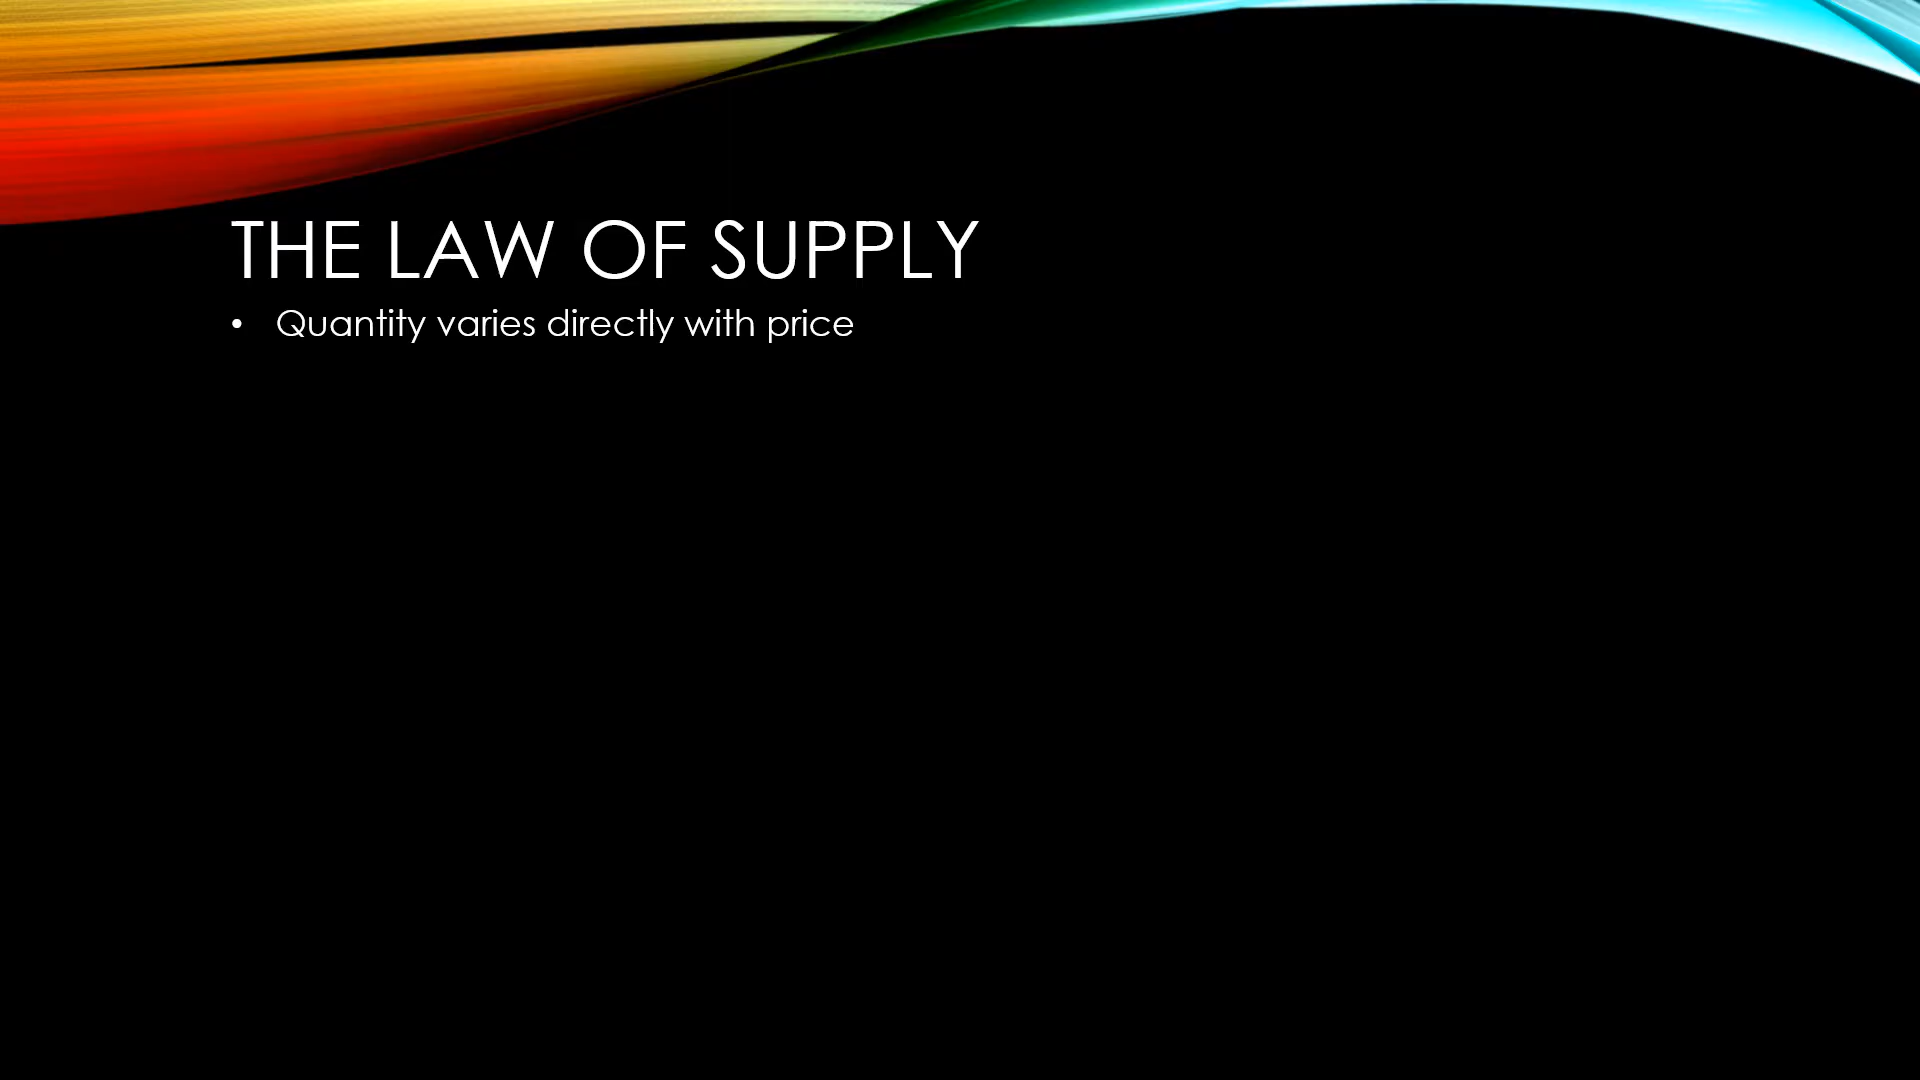 THE LAW OF SUPPLY
• Quantity varies directly with price